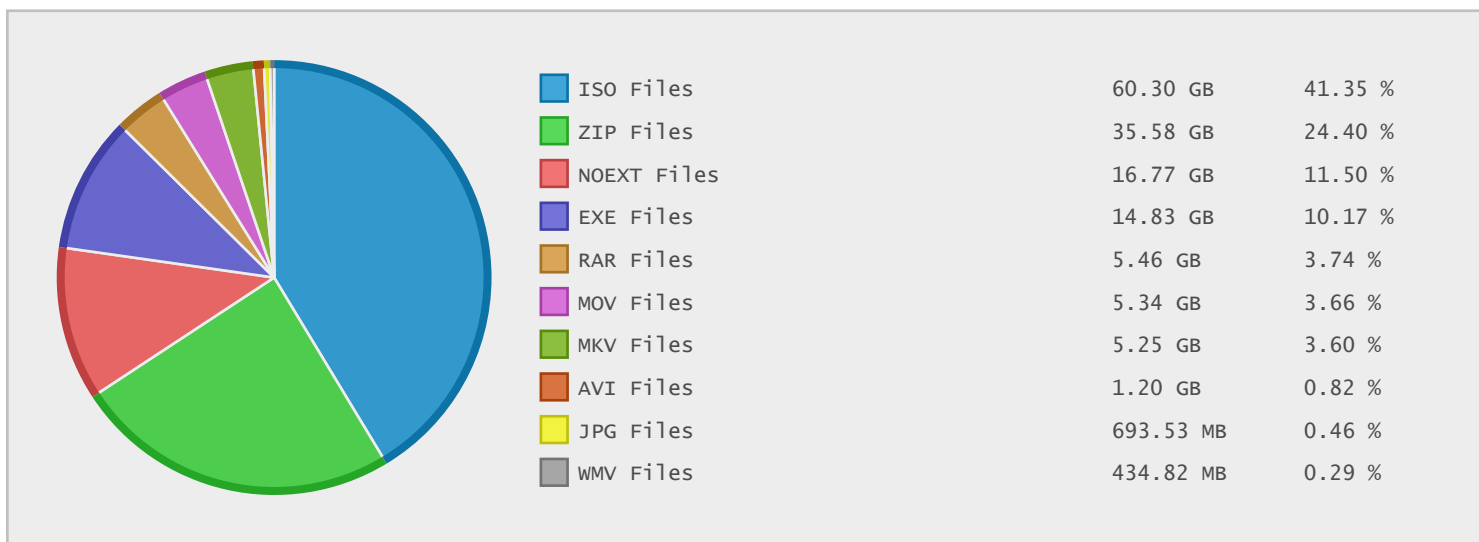 ISO Files 60.30 GB 41.35 %
ZIP Files 35.58 GB 24.40 %
NOEXT Files 16.77 GB 11.50 %
EXE Files 14.83 GB 10.17 %
RAR Files 5.46 GB 3.74 %
MOV Files 5.34 GB 3.66 %
MKV Files 5.25 GB 3.60 %
AVI Files 1.20 GB 0.82 %
JPG Files 693.53 MB 0.46 %
WMV Files 434.82 MB 0.29 %